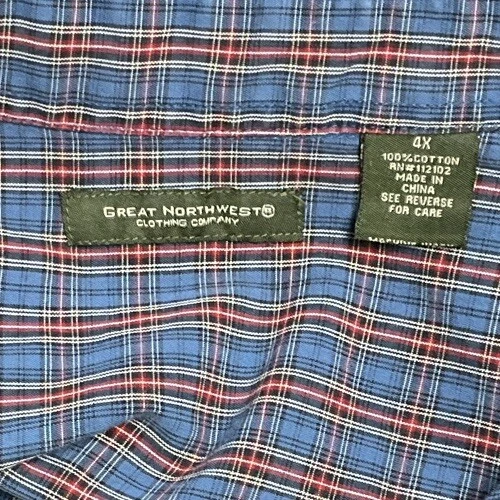 GREAT NORTHWEST®
CLOTHING COMPANY
4X
100% COTTON
RN#112102
MADE IN
CHINA
SEE REVERSE
FOR CARE